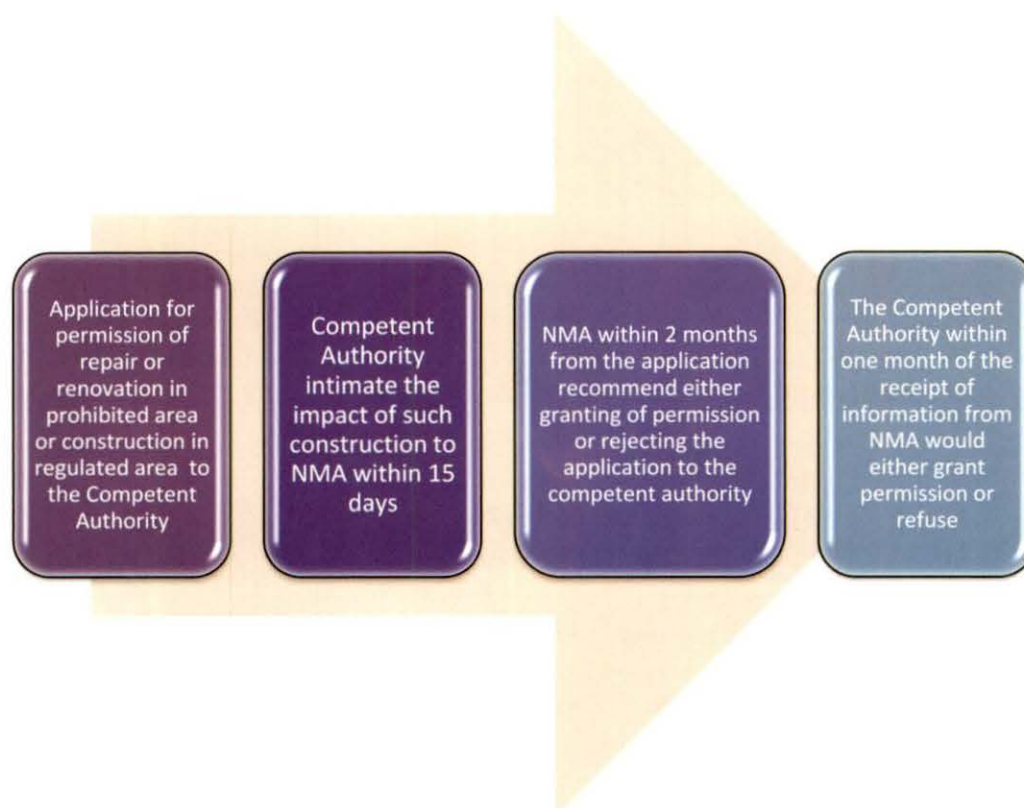 Application for
permission of
repair or
renovation in
prohibited area
or construction in
regulated area to
the Competent
Authority
Competent
Authority
intimate the
impact of such
construction to
NMA within 15
days
NMA within 2 months
from the application
recommend either
granting of permission
or rejecting the
application to the
competent authority
The Competent
Authority within
one month of the
receipt of
information from
NMA would
either grant
permission or
refuse